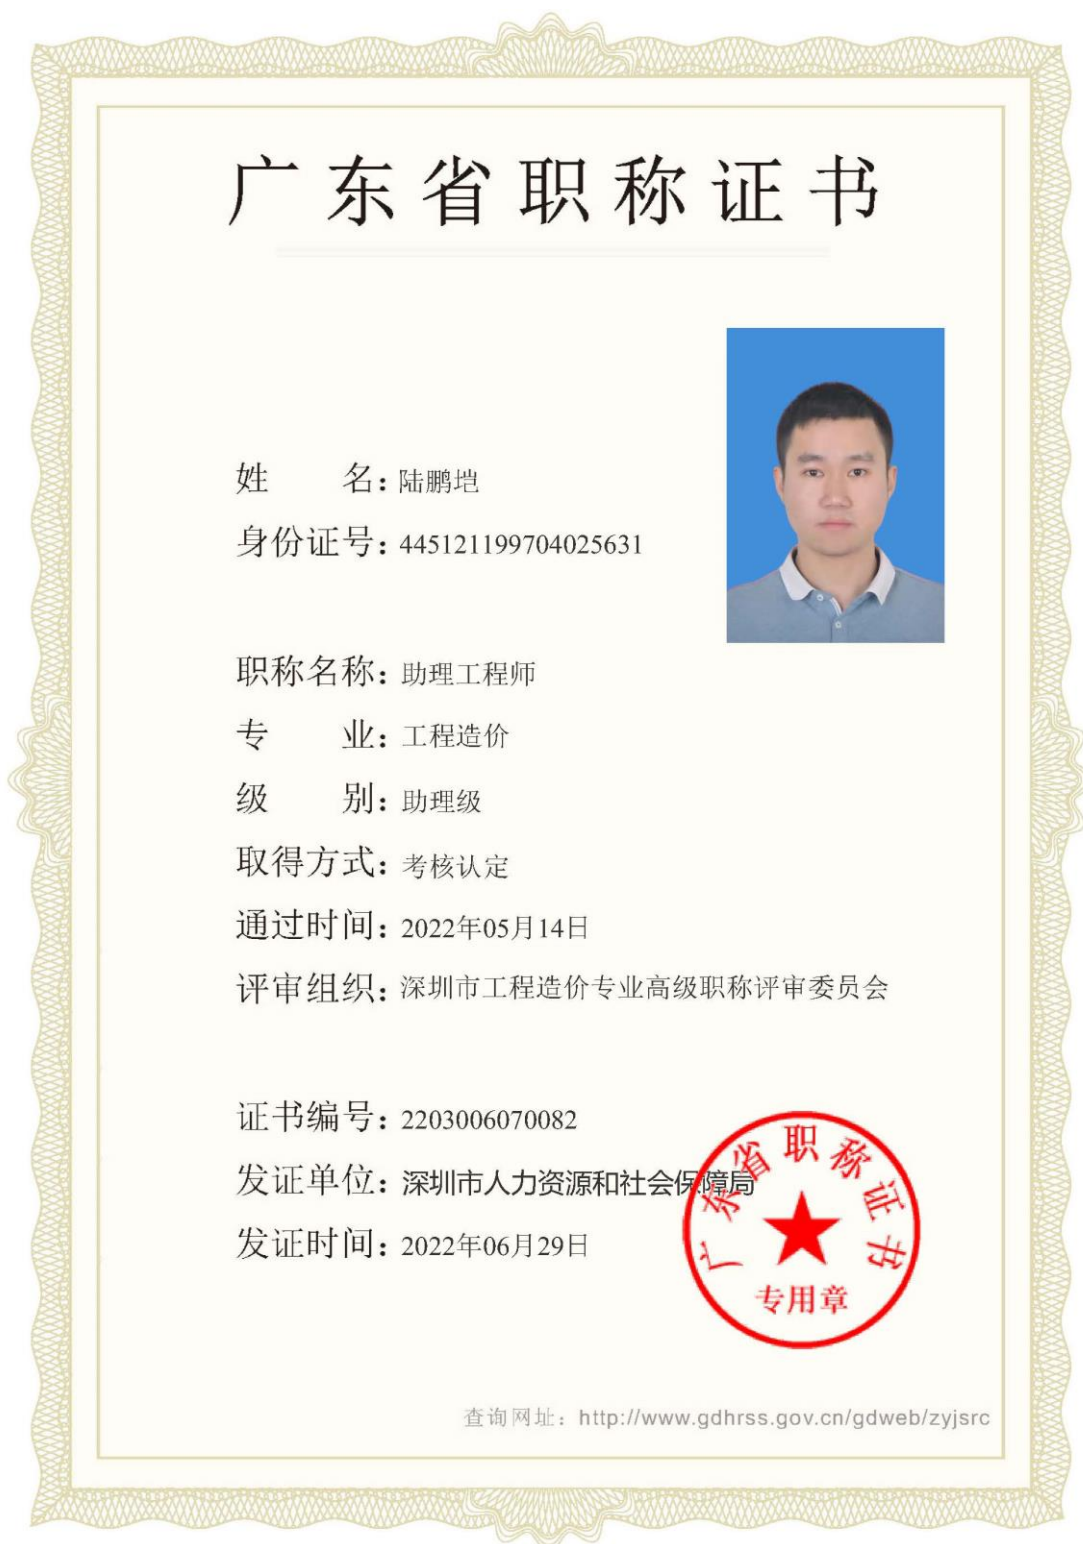 广东省职称证书
姓名：陆鹏垲
身份证号：445121199704025631
职称名称：助理工程师
专业：工程造价
级别：助理级
取得方式：考核认定
通过时间：2022年05月14日
评审组织：深圳市工程造价专业高级职称评审委员会
证书编号：2203006070082
发证单位：深圳市人力资源和社会保障局
发证时间：2022年06月29日
广东省职称证书
专用章
查询网址：http://www.gdhrss.gov.cn/gdweb/zyjsrc